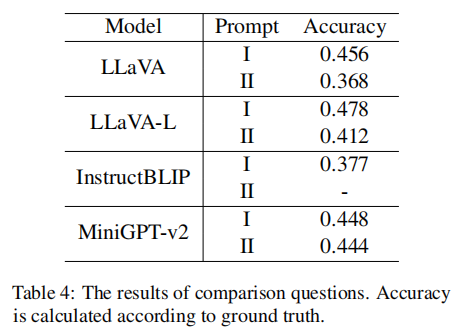 Model Prompt Accuracy
LLaVA I 0.456
II 0.368
LLaVA-L I 0.478
II 0.412
InstructBLIP I 0.377
II -
MiniGPT-v2 I 0.448
II 0.444
Table 4: The results of comparison questions. Accuracy
is calculated according to ground truth.